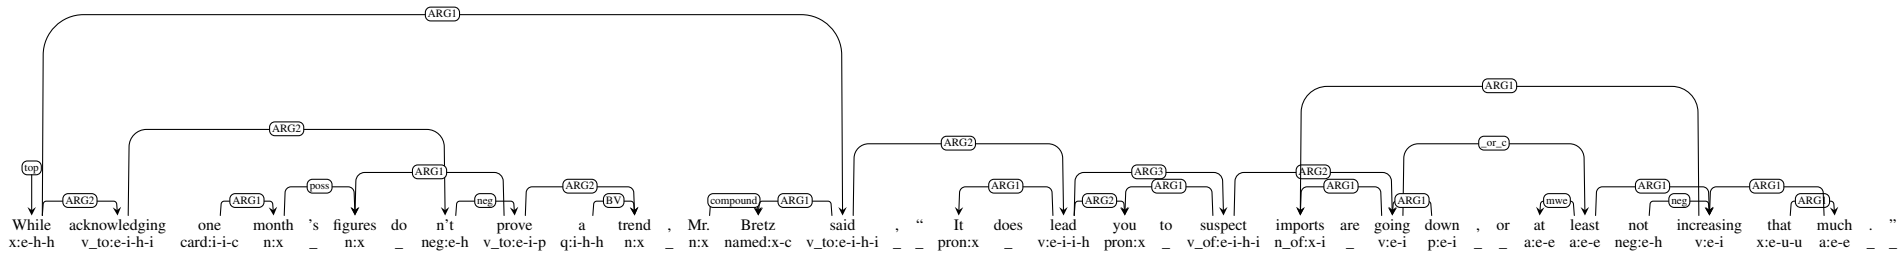 ARG1
ARG1
ARG2
_or_c
ARG2
top
ARG1
ARG3
ARG2
poss
ARG2
ARG1
ARG1
ARG1
ARG1
ARG1
ARG2
ARG1
neg
BV
compound
ARG1
ARG2
ARG1
mwe
neg
ARG1
While acknowledging one month 's figures do n't prove a trend , Mr. Bretz said , “ It does lead you to suspect imports are going down , or at least not increasing that much . ”
x:e-h-h v_to:e-i-h-i card:i-i-c n:x _ n:x _ neg:e-h v_to:e-i-p q:i-h-h n:x _ n:x named:x-c v_to:e-i-h-i _ _ pron:x _ v:e-i-i-h pron:x _ v_of:e-i-h-i n_of:x-i _ v:e-i p:e-i _ _ a:e-e a:e-e neg:e-h v:e-i x:e-u-u a:e-e _ _